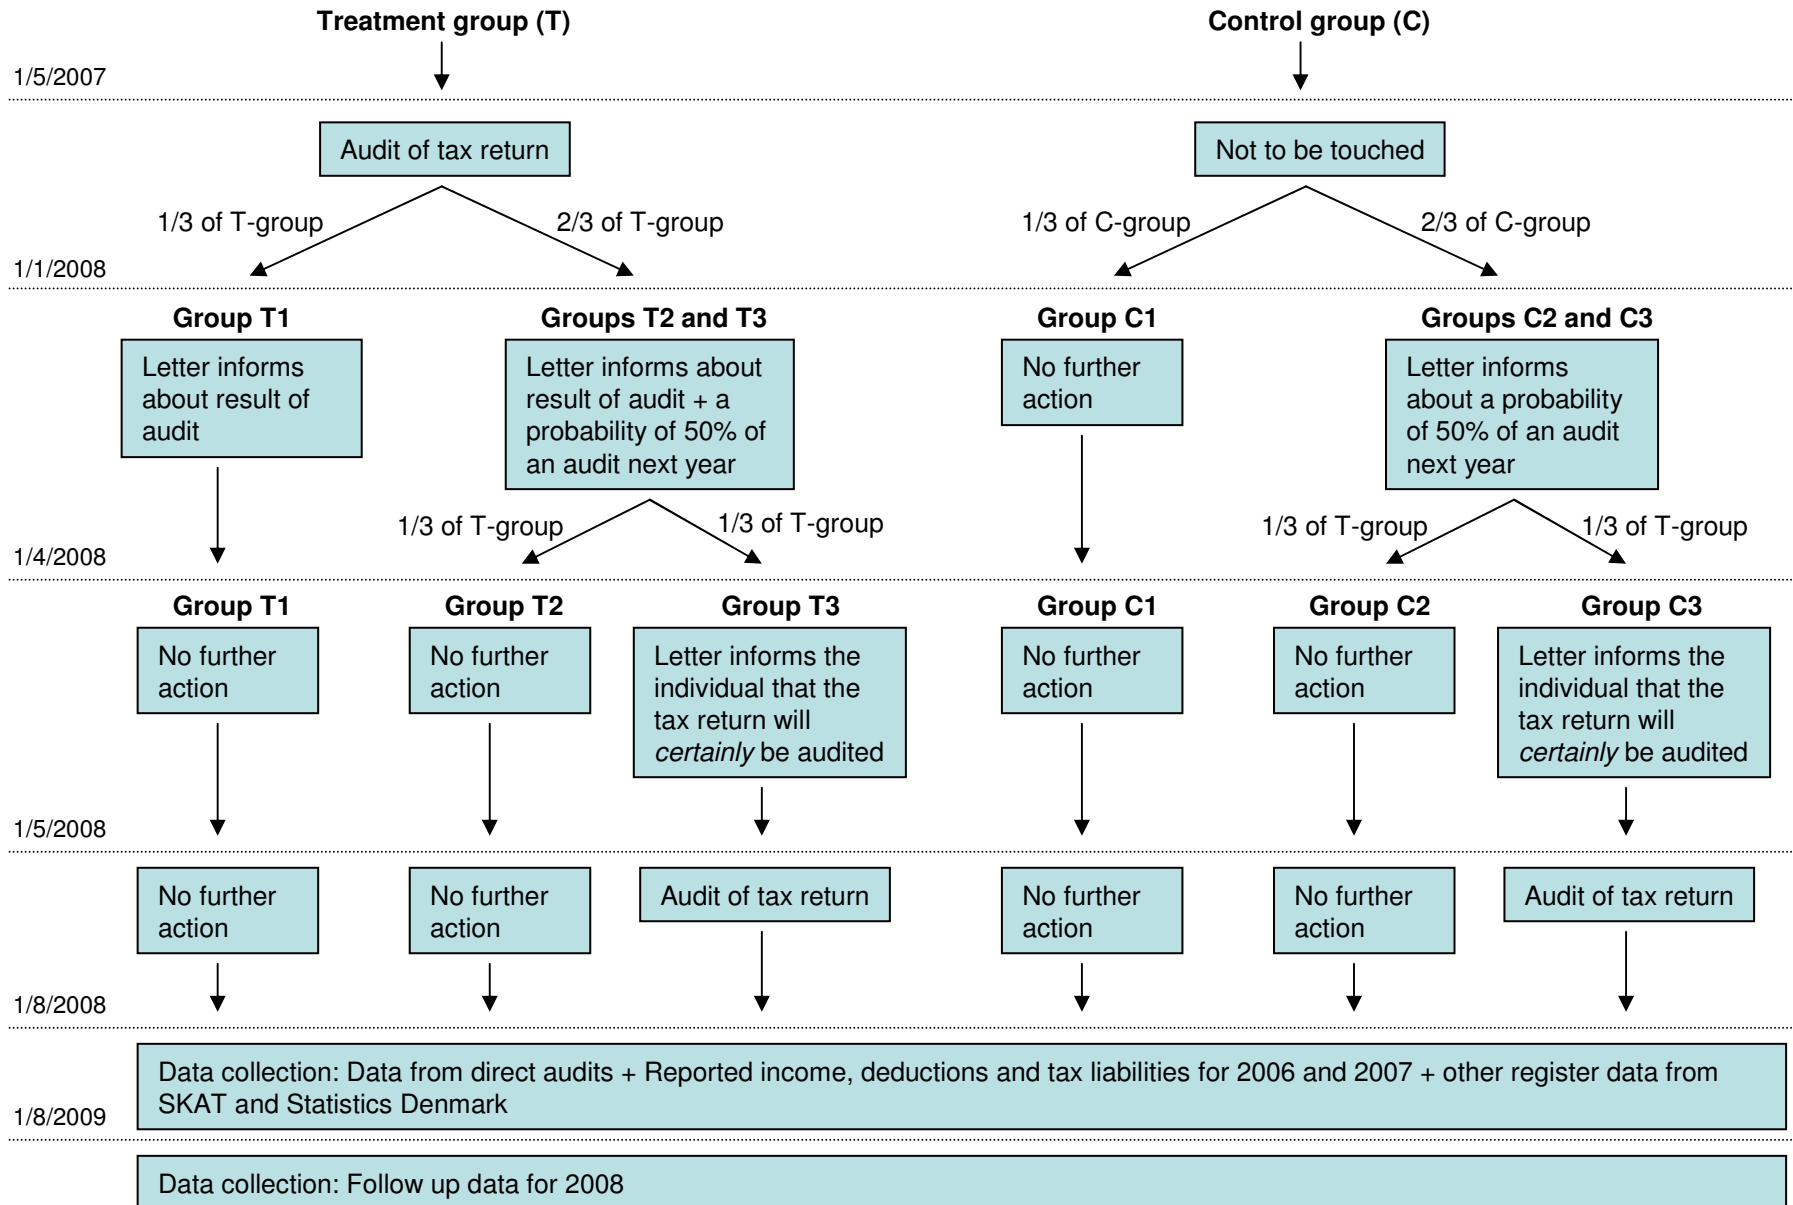 Treatment group (T)
Control group (C)
1/5/2007
Audit of tax return
Not to be touched
1/3 of T-group
2/3 of T-group
1/3 of C-group
2/3 of C-group
1/1/2008
Group T1
Groups T2 and T3
Group C1
Groups C2 and C3
Letter informs
about result of
audit
Letter informs about
result of audit + a
probability of 50% of
an audit next year
No further
action
Letter informs
about a probability
of 50% of an audit
next year
1/3 of T-group
1/3 of T-group
1/3 of T-group
1/3 of T-group
1/4/2008
Group T1
Group T2
Group T3
Group C1
Group C2
Group C3
No further
action
No further
action
Letter informs the
individual that the
tax return will
certainly be audited
No further
action
No further
action
Letter informs the
individual that the
tax return will
certainly be audited
1/5/2008
No further
action
No further
action
Audit of tax return
No further
action
No further
action
Audit of tax return
1/8/2008
Data collection: Data from direct audits + Reported income, deductions and tax liabilities for 2006 and 2007 + other register data from
SKAT and Statistics Denmark
1/8/2009
Data collection: Follow up data for 2008